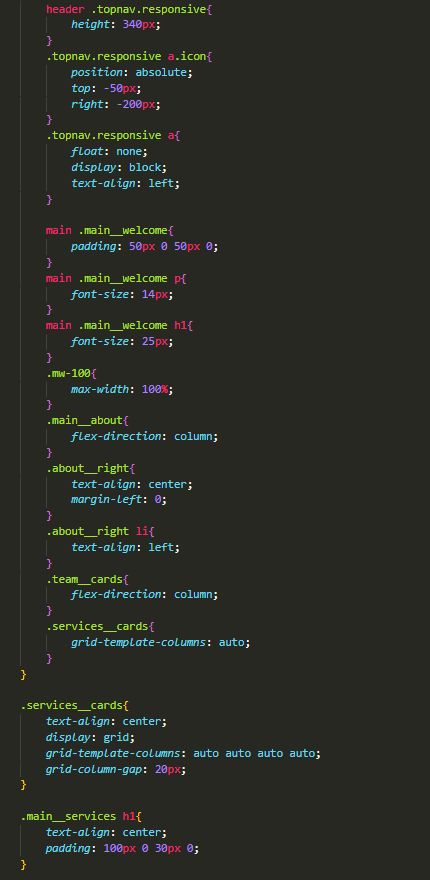 header .topnav.responsive{
height: 340px;
}
.topnav.responsive a.icon{
position: absolute;
top: -50px;
right: -200px;
}
.topnav.responsive a{
float: none;
display: block;
text-align: left;
}
main .main__welcome{
padding: 50px 0 50px 0;
}
main .main__welcome p{
font-size: 14px;
}
main .main__welcome h1{
font-size: 25px;
}
.mw-100{
max-width: 100%;
}
.main__about{
flex-direction: column;
}
.about__right{
text-align: center;
margin-left: 0;
}
.about__right li{
text-align: left;
}
.team__cards{
flex-direction: column;
}
.services__cards{
grid-template-columns: auto;
}
}
.services__cards{
text-align: center;
display: grid;
grid-template-columns: auto auto auto auto;
grid-column-gap: 20px;
}
.main__services h1{
text-align: center;
padding: 100px 0 30px 0;
}